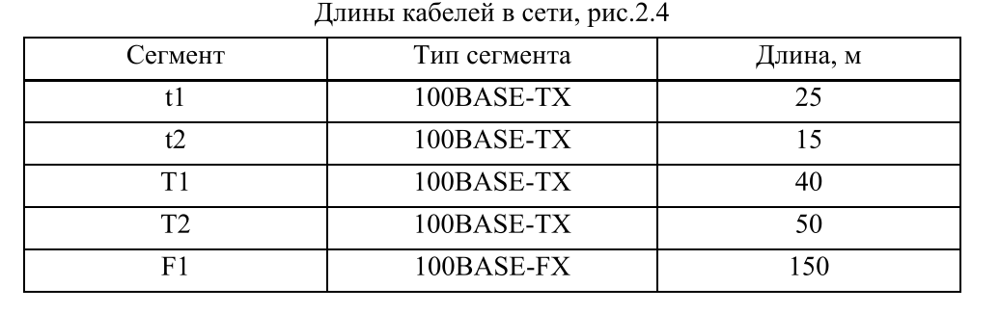 Длины кабелей в сети, рис.2.4
Сегмент Тип сегмента Длина, м
t1 100BASE-TX 25
t2 100BASE-TX 15
T1 100BASE-TX 40
T2 100BASE-TX 50
F1 100BASE-FX 150